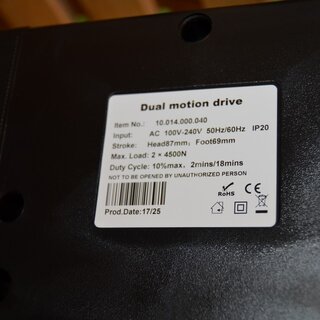 Dual motion drive
Item No.: 10.014.000.040
Input: AC 100V-240V 50Hz/60Hz IP20
Stroke: Head87mm, Foot69mm
Max. Load: 2 × 4500N
Duty Cycle: 10%max., 2mins/18mins
NOT TO BE OPENED BY UNAUTHORIZED PERSON
RoHS
Prod.Date:17/25